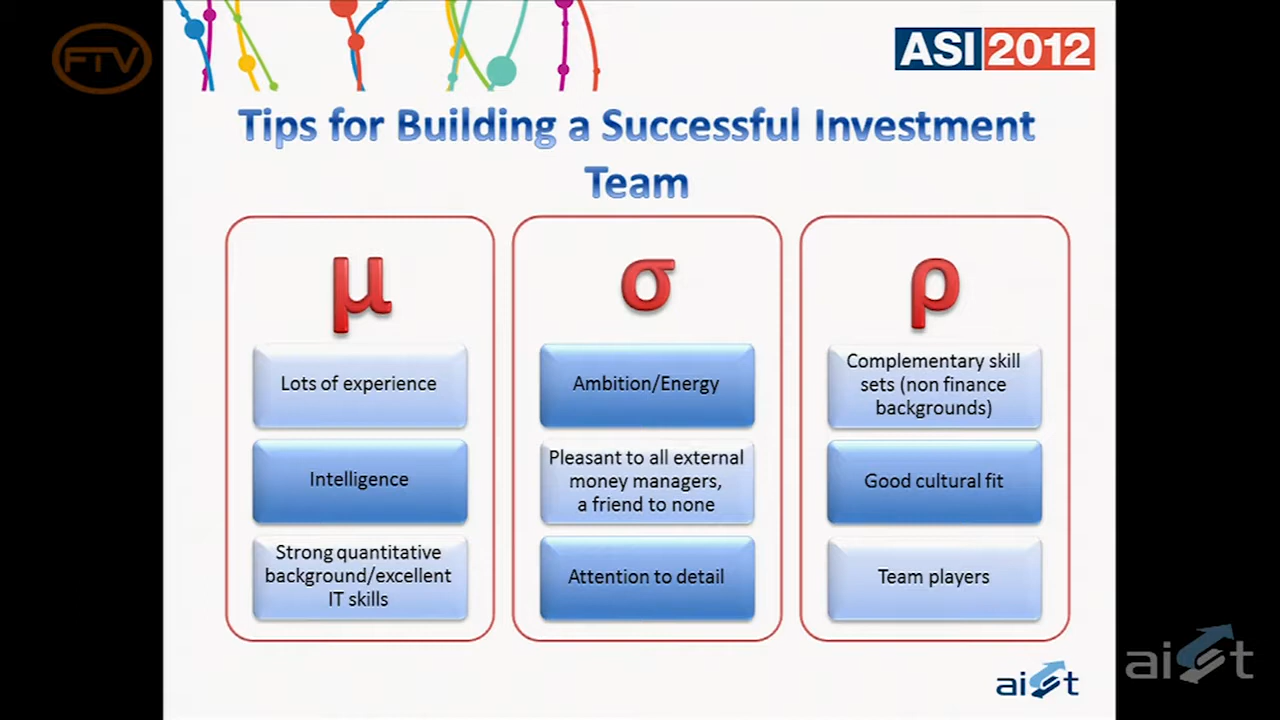 FTV
ASI 2012
Tips for Building a Successful Investment
Team
μ
Lots of experience
Intelligence
Strong quantitative
background/excellent
IT skills
σ
Ambition/Energy
Pleasant to all external
money managers,
a friend to none
Attention to detail
ρ
Complementary skill
sets (non finance
backgrounds)
Good cultural fit
Team players
aist
aist